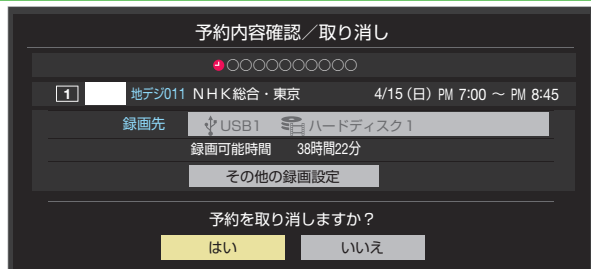 予約内容確認／取り消し
○○○○○○○○○○
1 地デジ011 ＮＨＫ総合・東京 4/15（日）PM 7:00 ～ PM 8:45
録画先 USB1 ハードディスク1
録画可能時間 38時間22分
その他の録画設定
予約を取り消しますか？
はい いいえ